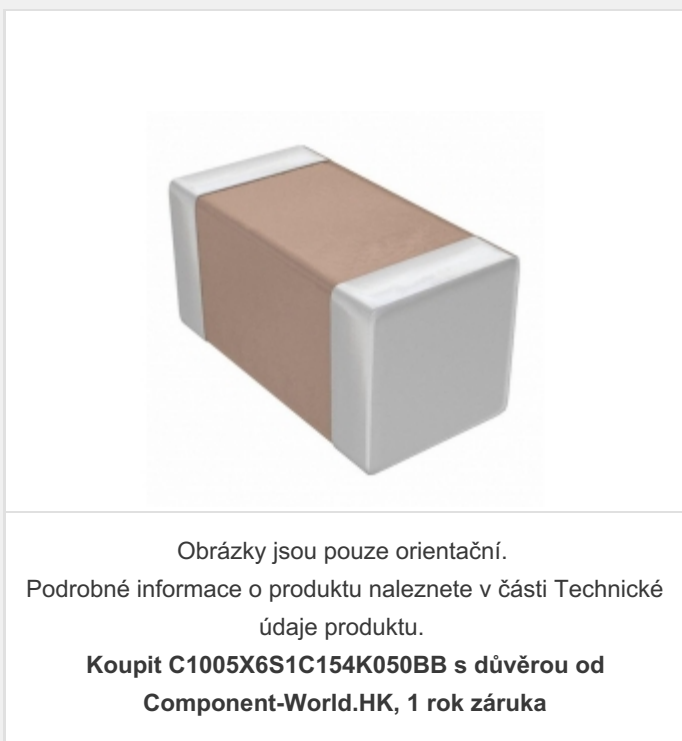 Obrázky jsou pouze orientační.
Podrobné informace o produktu naleznete v části Technické
údaje produktu.
Koupit C1005X6S1C154K050BB s důvěrou od
Component-World.HK, 1 rok záruka